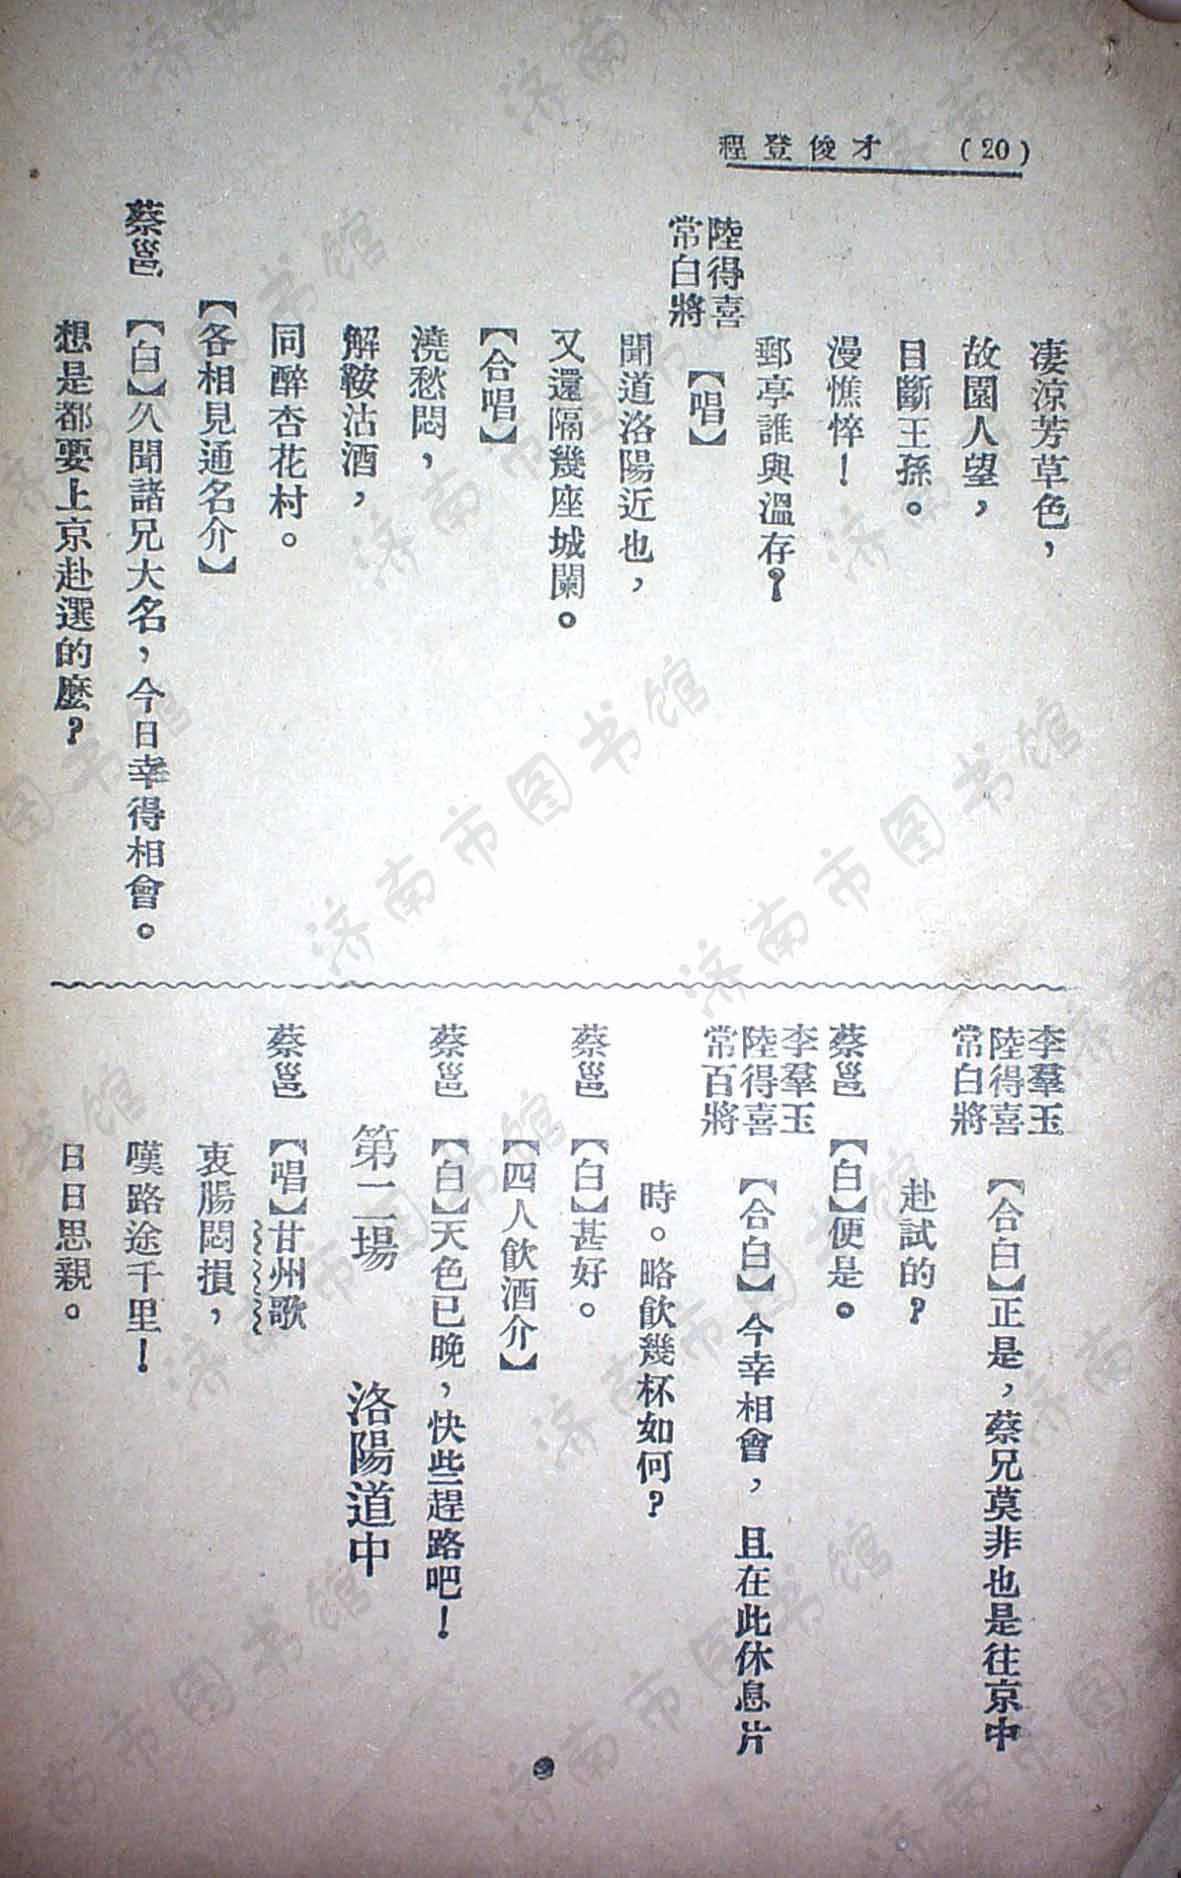 (20) 才俊登程
凄涼芳草色，
故園人望，
目斷王孫。
漫憔悴！
郵亭誰與溫存？
陸得喜
常白將
【唱】
聞道洛陽近也，
又還隔幾座城闉。
【合唱】
澆愁悶，
解鞍沽酒，
同醉杏花村。
【各相見通名介】
蔡邕 【白】久聞諸兄大名，今日幸得相會。
想是都要上京赴選的麼？
李羣玉
陸得喜
常白將
【合白】正是，蔡兄莫非也是往京中
赴試的？
蔡邕 【白】便是。
李羣玉
陸得喜
常百將
【合白】今幸相會，且在此休息片
時。略飲幾杯如何？
蔡邕 【白】甚好。
【四人飲酒介】
蔡邕 【白】天色已晚，快些趕路吧！
第二場 洛陽道中
蔡邕 【唱】甘州歌
衷腸悶損，
嘆路途千里！
日日思親。
济南市图书馆